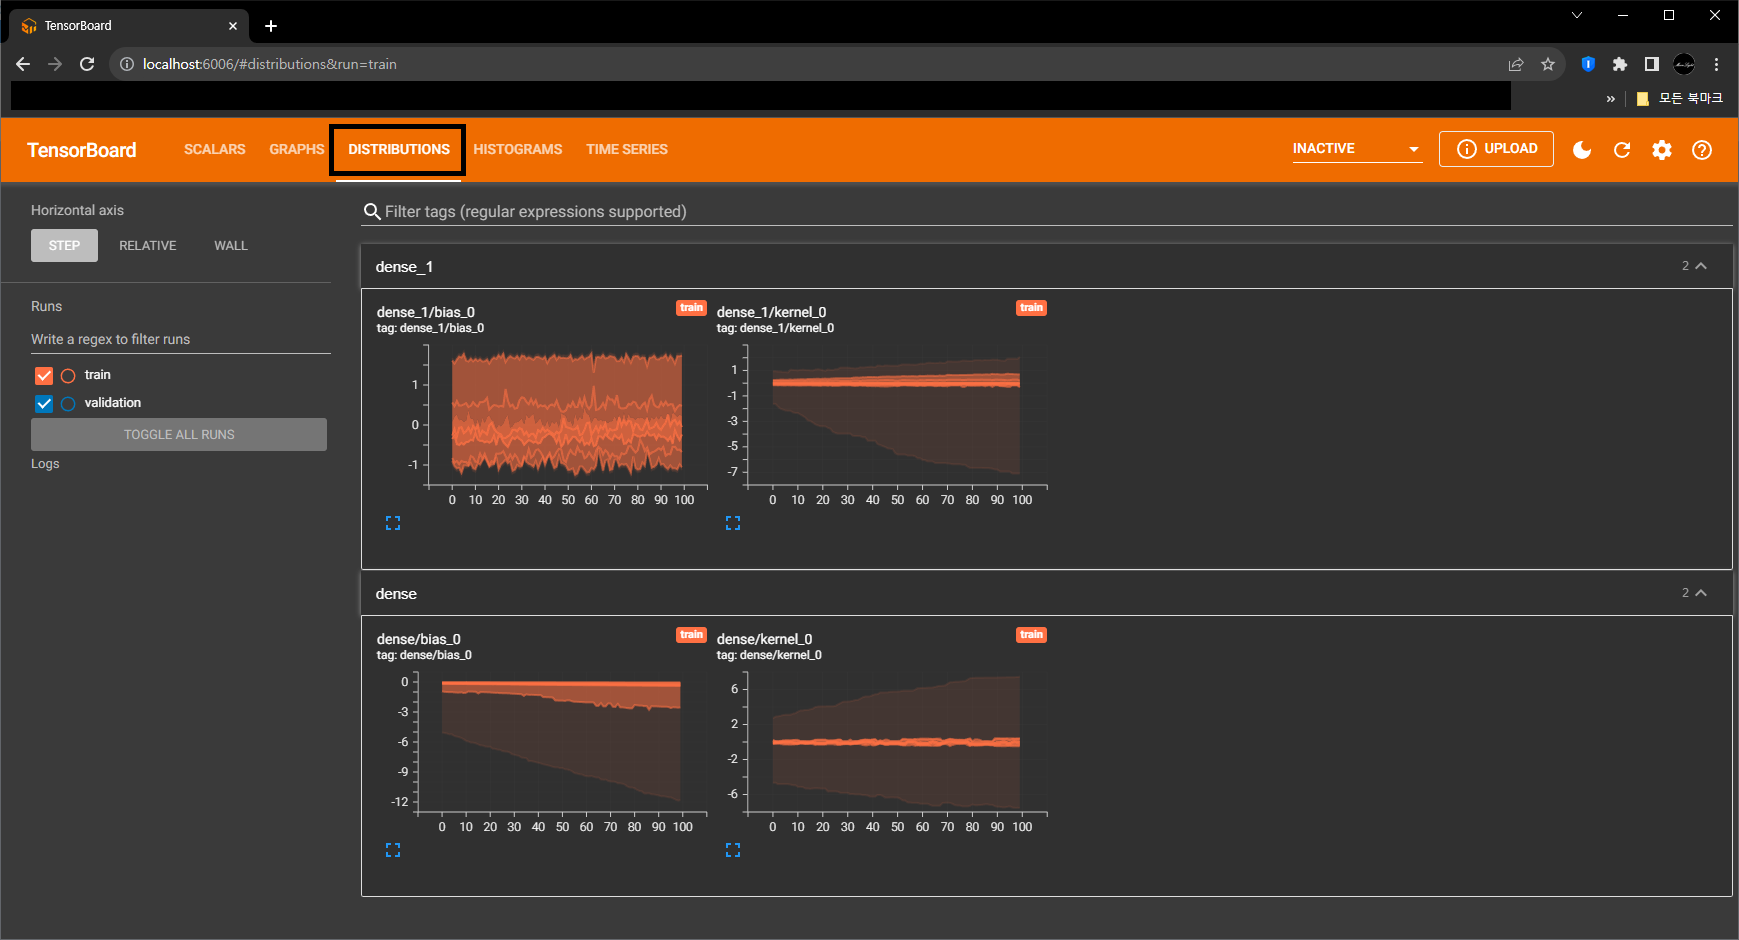 TensorBoard
localhost:6006/#distributions&run=train
» 모든 북마크
TensorBoard SCALARS GRAPHS DISTRIBUTIONS HISTOGRAMS TIME SERIES INACTIVE UPLOAD
Horizontal axis
STEP RELATIVE WALL
Runs
Write a regex to filter runs
train
validation
TOGGLE ALL RUNS
Logs
Filter tags (regular expressions supported)
dense_1 2
dense_1/bias_0 train
tag: dense_1/bias_0
1
0
-1
0 10 20 30 40 50 60 70 80 90 100
dense_1/kernel_0 train
tag: dense_1/kernel_0
1
-1
-3
-5
-7
0 10 20 30 40 50 60 70 80 90 100
dense 2
dense/bias_0 train
tag: dense/bias_0
0
-3
-6
-9
-12
0 10 20 30 40 50 60 70 80 90 100
dense/kernel_0 train
tag: dense/kernel_0
6
2
-2
-6
0 10 20 30 40 50 60 70 80 90 100